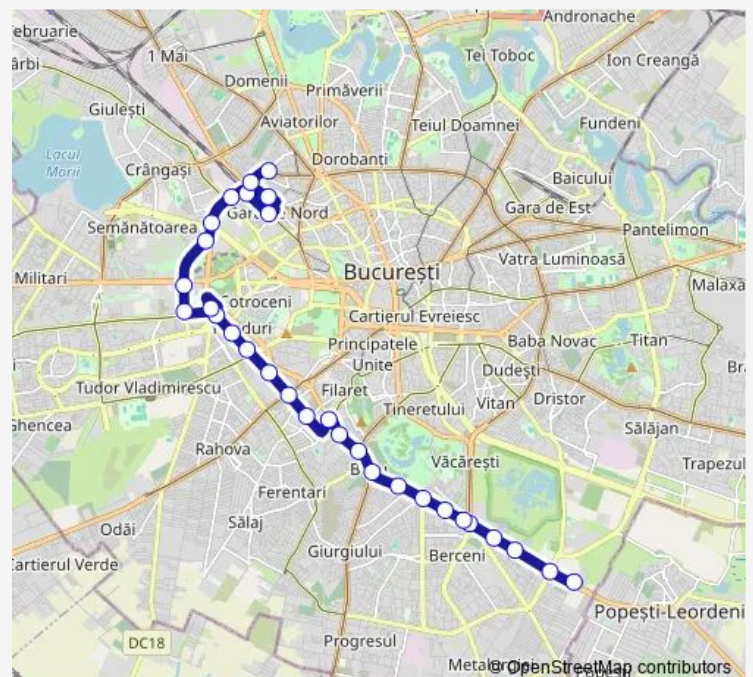 Andronache
ebruarie
1 Mai
Tei Toboc
Ion Creangă
Domenii
Primăverii
Giulești
Aviatorilor
Teiul Doamnei
Fundeni
Lacul
Morii
Crângași
Dorobanți
Baicului
Semănătoarea
Gara de Est
Pantelimon
Vatra Luminoasă
București
Militari
Malaxa
Cotroceni
Cartierul Evreiesc
Principatele
Unite
Baba Novac
Titan
Dudești
Tudor Vladimirescu
Filaret
Vitan
Dristor
Tineretului
Ghencea
Sălăjan
Rahova
Văcărești
Trapezul
Ferentari
Sălaj
Odăi
Giurgiului
Berceni
Cartierul Verde
Popești-Leordeni
DC18
Progresul
© OpenStreetMap contributors